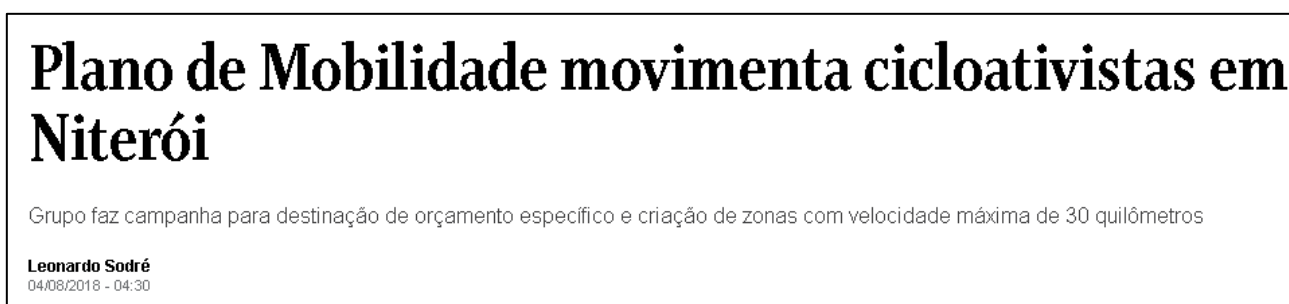 Plano de Mobilidade movimenta cicloativistas em
Niterói
Grupo faz campanha para destinação de orçamento específico e criação de zonas com velocidade máxima de 30 quilômetros
Leonardo Sodré
04/08/2018 - 04:30